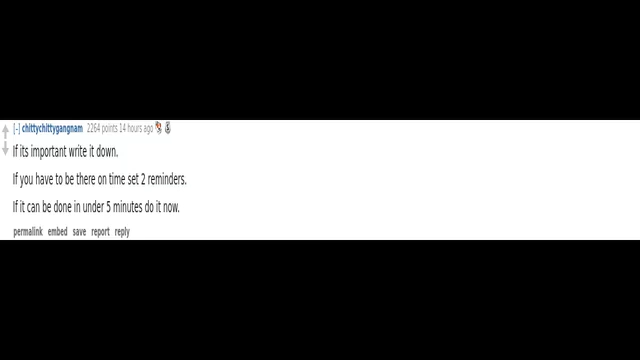 [-] chittychittygangnam 2264 points 14 hours ago
If its important write it down.
If you have to be there on time set 2 reminders.
If it can be done in under 5 minutes do it now.
permalink embed save report reply